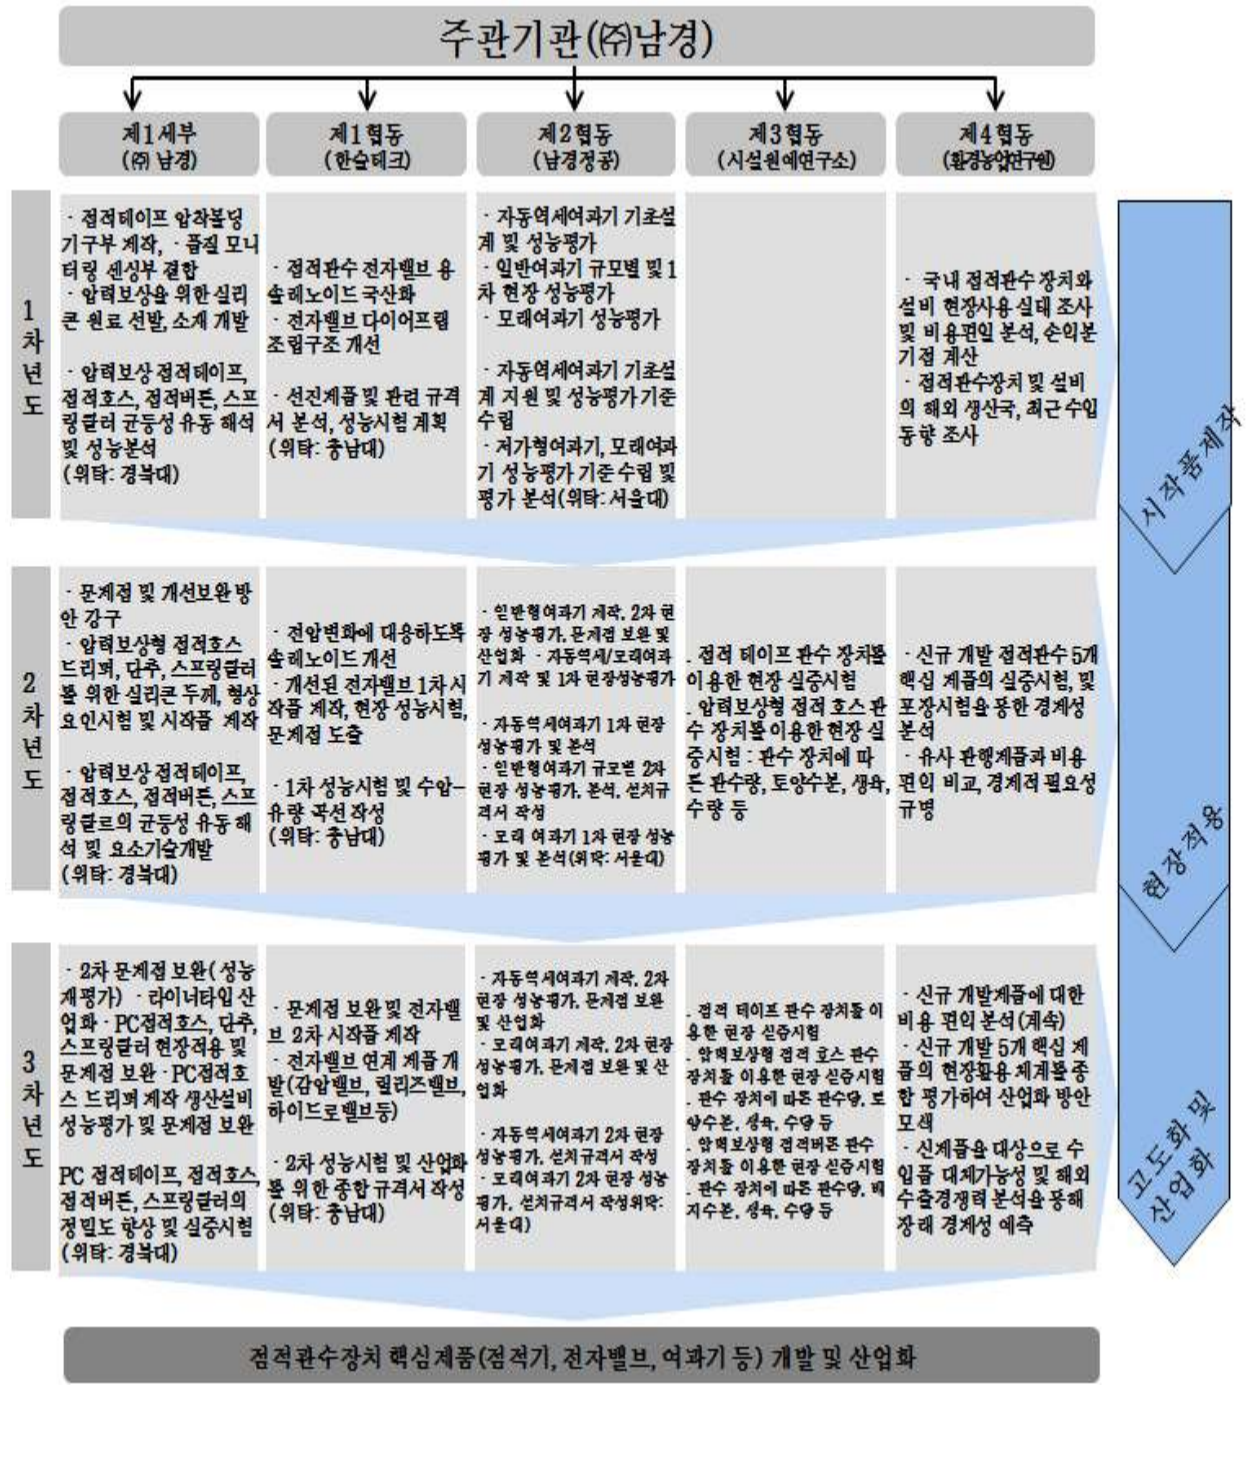 주관기관(㈜남경)
제1세부
(㈜ 남경)
제1협동
(한솔테크)
제2협동
(남경정공)
제3협동
(시설원예연구소)
제4협동
(환경농업연구원)
1차년도
· 점적테이프 압착몰딩
기구부 제작, · 품질 모니
터링 센싱부 결합
· 압력보상을 위한 실리
콘 원료 선발, 소재 개발
· 압력보상 점적테이프,
점적호스, 점적버튼, 스프
링클러 균등성 유동 해석
및 성능분석
(위탁: 경북대)
· 점적관수 전자밸브 용
솔레노이드 국산화
· 전자밸브 다이어프램
조립구조 개선
· 선진제품 및 관련 규격
서 분석, 성능시험 계획
(위탁: 충남대)
· 자동역세여과기 기초설
계 및 성능평가
· 일반여과기 규모별 및 1
차 현장 성능평가
· 모래여과기 성능평가
· 자동역세여과기 기초설
계 지원 및 성능평가 기준
수립
· 저가형여과기, 모래여과
기 성능평가 기준 수립 및
평가 분석(위탁: 서울대)
· 국내 점적관수 장치와
설비 현장사용 실태 조사
및 비용편일 분석, 손익분
기점 계산
· 점적관수장치 및 설비
의 해외 생산국, 최근 수입
동향 조사
시작품제작
2차년도
· 문제점 및 개선보완 방
안 강구
· 압력보상형 점적호스
드리퍼, 단추, 스프링클러
를 위한 실리콘 두께, 형상
요인시험 및 시작품 제작
· 압력보상 점적테이프,
점적호스, 점적버튼, 스프
링클르의 균등성 유동 해
석 및 요소기술개발
(위탁: 경북대)
· 전압변화에 대응하도록
솔레노이드 개선
· 개선된 전자밸브 1차 시
작품 제작, 현장 성능시험,
문제점 도출
· 1차 성능시험 및 수압-
유량 곡선 작성
(위탁: 충남대)
· 일반형여과기 제작, 2차 현
장 성능평가, 문제점 보완 및
산업화 · 자동역세/모래여과
기 제작 및 1차 현장성능평가
· 자동역세여과기 1차 현장
성능평가 및 분석
· 일반형여과기 규모별 2차
현장 성능평가, 분석, 설치규
격서 작성
· 모래 여과기 1차 현장 성능
평가 및 분석(위탁: 서울대)
. 점적 테이프 관수 장치를
이용한 현장 실증시험
. 압력보상형 점적 호스 관
수 장치를 이용한 현장 실
증시험 : 관수 장치에 따
른 관수량, 토양수분, 생육,
수량 등
· 신규 개발 점적관수 5개
핵심 제품의 실증시험, 및
포장시험을 통한 경제성
분석
· 유사 관행제품과 비용
편익 비교, 경제적 필요성
규명
현장적용
3차년도
· 2차 문제점 보완( 성능
재평가) · 라이너타입 산
업화 · PC점적호스, 단추,
스프링클러 현장적용 및
문제점 보완 · PC점적호
스 드리퍼 제작 생산설비
성능평가 및 문제점 보완
PC 점적테이프, 점적호스,
점적버튼, 스프링클러의
정밀도 향상 및 실증시험
(위탁: 경북대)
· 문제점 보완 및 전자밸
브 2차 시작품 제작
· 전자밸브 연계 제품 개
발(감압밸브, 릴리즈밸브,
하이드로밸브등)
· 2차 성능시험 및 산업화
를 위한 종합 규격서 작성
(위탁: 충남대)
· 자동역세여과기 제작, 2차
현장 성능평가, 문제점 보완
및 산업화
· 모래여과기 제작, 2차 현장
성능평가, 문제점 보완 및 산
업화
· 자동역세여과기 2차 현장
성능평가, 설치규격서 작성
· 모래여과기 2차 현장 성능
평가, 설치규격서 작성위탁:
서울대)
. 점적 테이프 관수 장치를 이
용한 현장 실증시험
. 압력보상형 점적 호스 관수
장치를 이용한 현장 실증시험
. 관수 장치에 따른 관수량, 토
양수분, 생육, 수량 등
. 압력보상형 점적버튼 관수
장치를 이용한 현장 실증시험
. 관수 장치에 따른 관수량, 배
지수분, 생육, 수량 등
· 신규 개발제품에 대한
비용 편익 분석(계속)
· 신규 개발 5개 핵심 제
품의 현장활용 체계를 종
합 평가하여 산업화 방안
모색
· 신제품을 대상으로 수
입품 대체가능성 및 해외
수출경쟁력 분석을 통해
장래 경제성 예측
고도화 및
산업화
점적관수장치 핵심제품(점적기, 전자밸브, 여과기 등) 개발 및 산업화